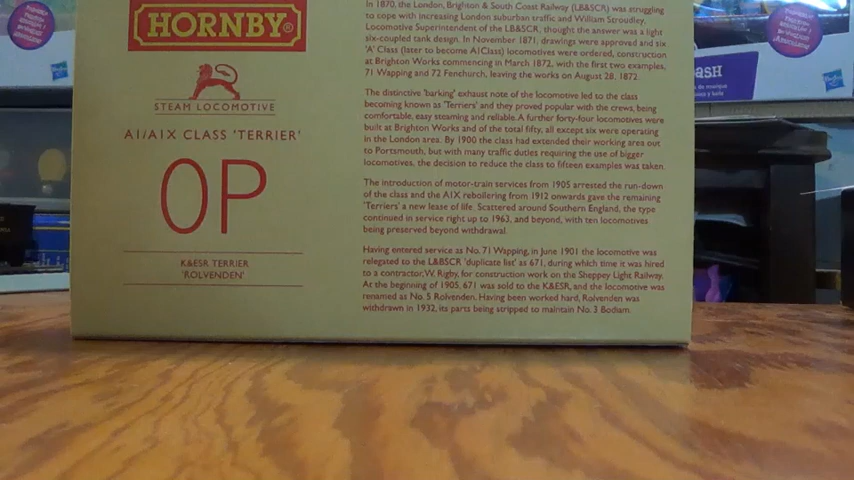 HORNBY®
STEAM LOCOMOTIVE
A1/A1X CLASS 'TERRIER'
OP
K&ESR TERRIER
'ROLVENDEN'
In 1870, the London, Brighton & South Coast Railway (LB&SCR) was struggling
to cope with increasing London suburban traffic and William Stroudley,
Locomotive Superintendent of the LB&SCR, thought the answer was a light
six-coupled tank design. In November 1871, drawings were approved and six
'A' Class (later to become A1Class) locomotives were ordered, construction
at Brighton Works commencing in March 1872, with the first two examples,
71 Wapping and 72 Fenchurch, leaving the works on August 28, 1872.
The distinctive 'barking' exhaust note of the locomotive led to the class
becoming known as 'Terriers' and they proved popular with the crews, being
comfortable, easy steaming and reliable. A further forty-four locomotives were
built at Brighton Works and of the total fifty, all except six were operating
in the London area. By 1900 the class had extended their working area out
to Portsmouth, but with many traffic duties requiring the use of bigger
locomotives, the decision to reduce the class to fifteen examples was taken.
The introduction of motor-train services from 1905 arrested the run-down
of the class and the A1X reboilering from 1912 onwards gave the remaining
'Terriers' a new lease of life. Scattered around Southern England, the type
continued in service right up to 1963, and beyond, with ten locomotives
being preserved beyond withdrawal.
Having entered service as No. 71 Wapping, in June 1901 the locomotive was
relegated to the L&BSCR 'duplicate list' as 671, during which time it was hired
to a contractor, W. Rigby, for construction work on the Sheppey Light Railway.
At the beginning of 1905, 671 was sold to the K&ESR, and the locomotive was
renamed as No. 5 Rolvenden. Having been worked hard, Rolvenden was
withdrawn in 1932, its parts being stripped to maintain No. 3 Bodiam.
Hasbro
DASH
Hasbro